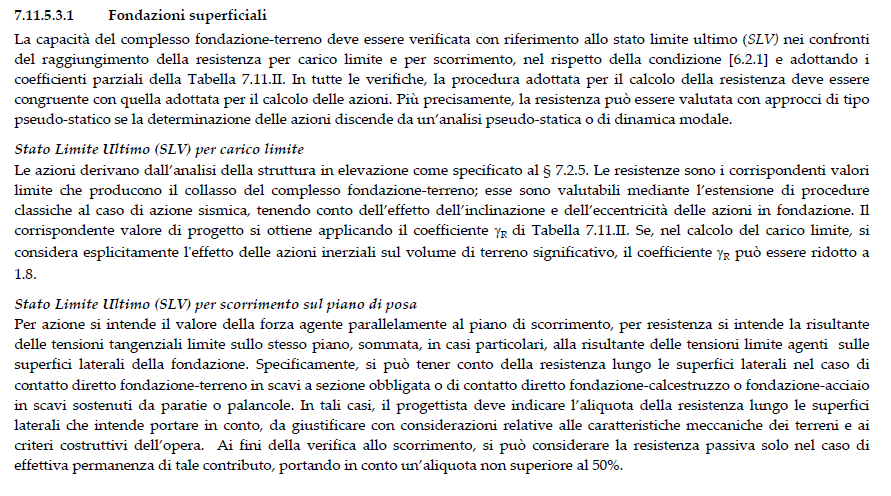 7.11.5.3.1 Fondazioni superficiali
La capacità del complesso fondazione-terreno deve essere verificata con riferimento allo stato limite ultimo (SLV) nei confronti
del raggiungimento della resistenza per carico limite e per scorrimento, nel rispetto della condizione [6.2.1] e adottando i
coefficienti parziali della Tabella 7.11.II. In tutte le verifiche, la procedura adottata per il calcolo della resistenza deve essere
congruente con quella adottata per il calcolo delle azioni. Più precisamente, la resistenza può essere valutata con approcci di tipo
pseudo-statico se la determinazione delle azioni discende da un'analisi pseudo-statica o di dinamica modale.
Stato Limite Ultimo (SLV) per carico limite
Le azioni derivano dall'analisi della struttura in elevazione come specificato al § 7.2.5. Le resistenze sono i corrispondenti valori
limite che producono il collasso del complesso fondazione-terreno; esse sono valutabili mediante l'estensione di procedure
classiche al caso di azione sismica, tenendo conto dell'effetto dell'inclinazione e dell'eccentricità delle azioni in fondazione. Il
corrispondente valore di progetto si ottiene applicando il coefficiente γR di Tabella 7.11.II. Se, nel calcolo del carico limite, si
considera esplicitamente l'effetto delle azioni inerziali sul volume di terreno significativo, il coefficiente γR può essere ridotto a
1.8.
Stato Limite Ultimo (SLV) per scorrimento sul piano di posa
Per azione si intende il valore della forza agente parallelamente al piano di scorrimento, per resistenza si intende la risultante
delle tensioni tangenziali limite sullo stesso piano, sommata, in casi particolari, alla risultante delle tensioni limite agenti sulle
superfici laterali della fondazione. Specificamente, si può tener conto della resistenza lungo le superfici laterali nel caso di
contatto diretto fondazione-terreno in scavi a sezione obbligata o di contatto diretto fondazione-calcestruzzo o fondazione-acciaio
in scavi sostenuti da paratie o palancole. In tali casi, il progettista deve indicare l'aliquota della resistenza lungo le superfici
laterali che intende portare in conto, da giustificare con considerazioni relative alle caratteristiche meccaniche dei terreni e ai
criteri costruttivi dell'opera. Ai fini della verifica allo scorrimento, si può considerare la resistenza passiva solo nel caso di
effettiva permanenza di tale contributo, portando in conto un'aliquota non superiore al 50%.